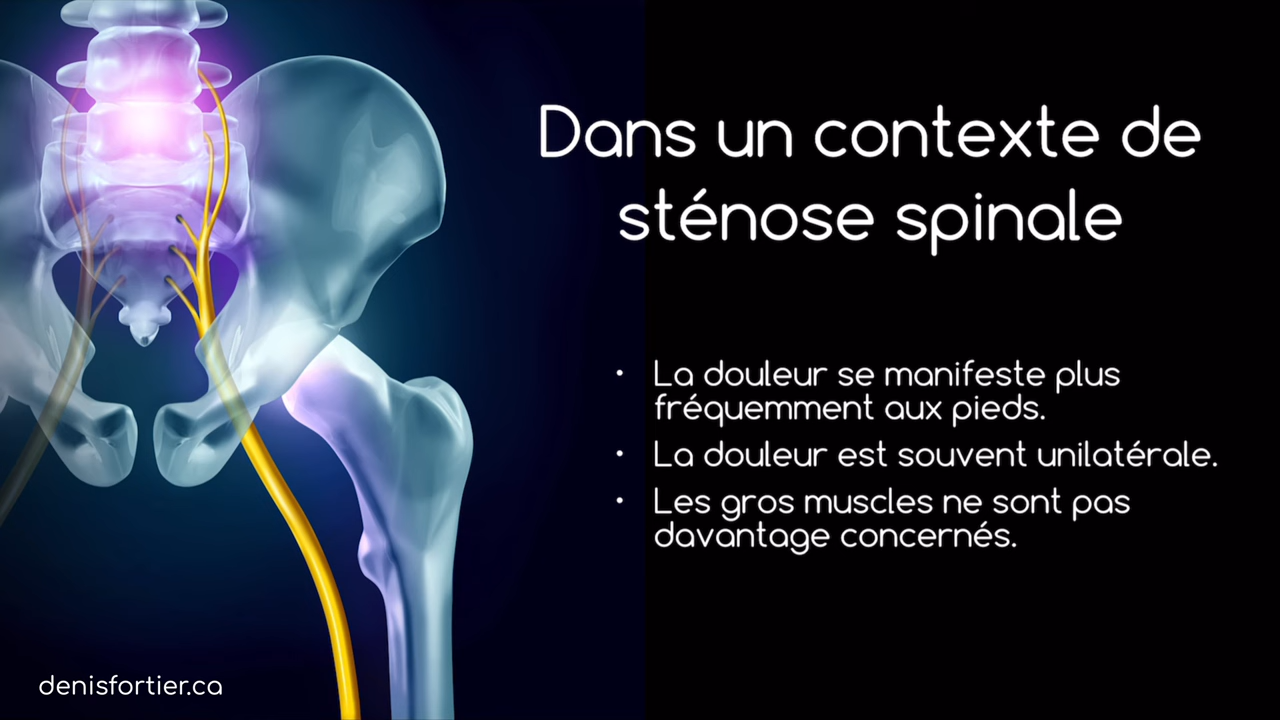 Dans un contexte de
sténose spinale
• La douleur se manifeste plus
fréquemment aux pieds.
• La douleur est souvent unilatérale.
• Les gros muscles ne sont pas
davantage concernés.
denisfortier.ca